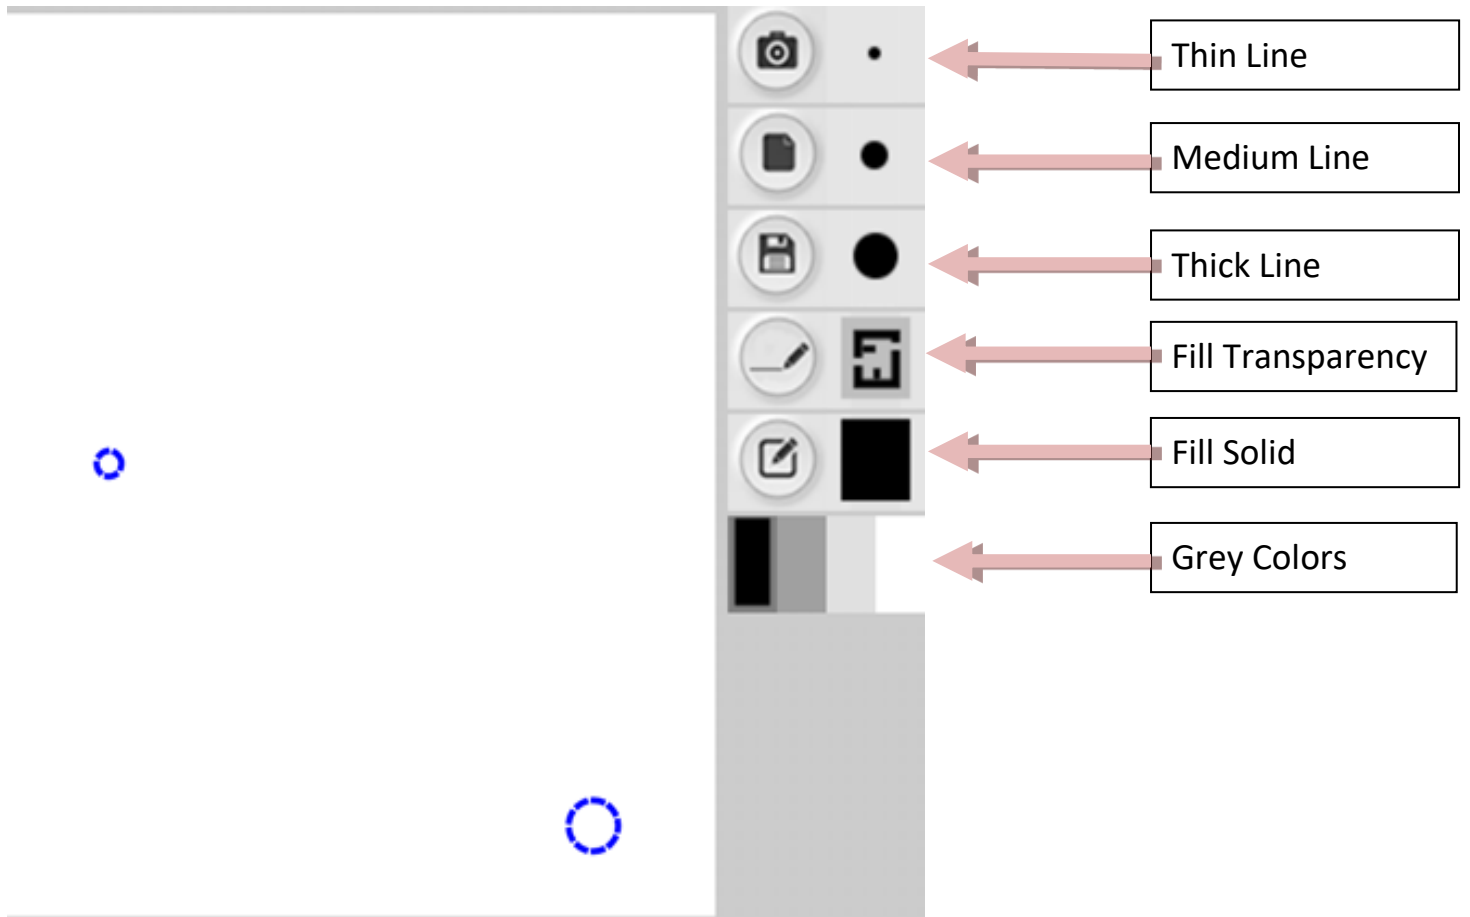 Thin Line
Medium Line
Thick Line
Fill Transparency
Fill Solid
Grey Colors